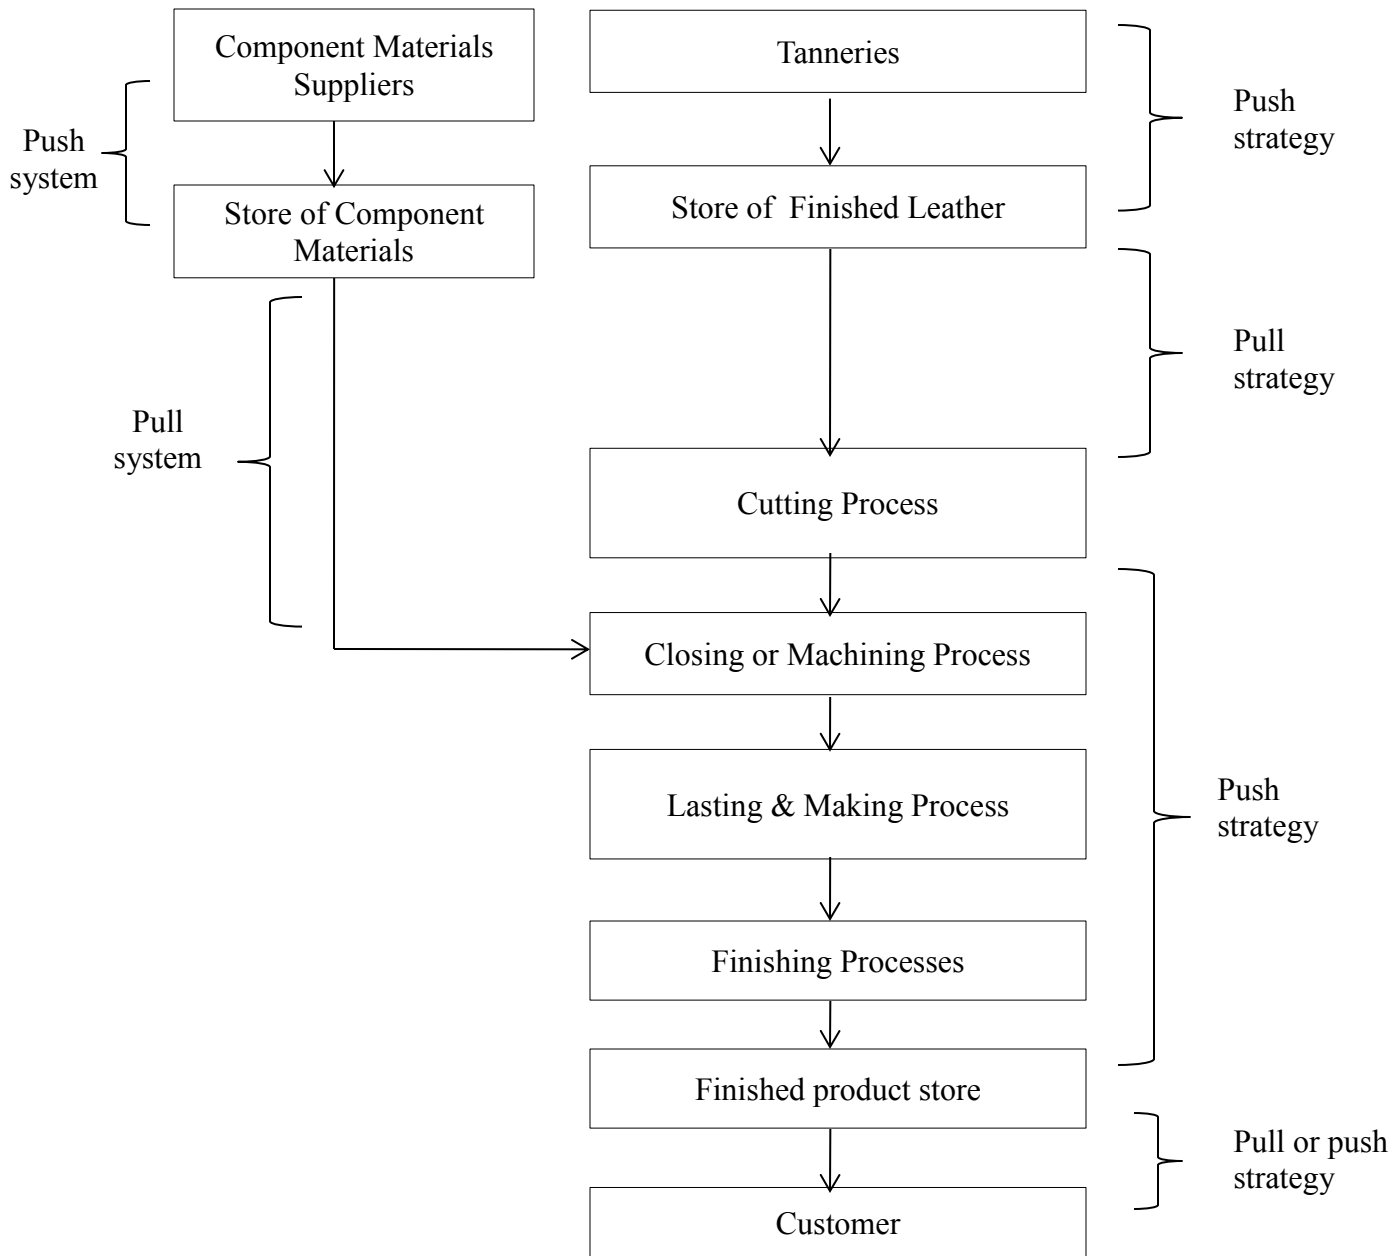 Component Materials
Suppliers
Tanneries
Push
strategy
Push
system
Store of Component
Materials
Store of  Finished Leather
Pull
strategy
Pull
system
Cutting Process
Closing or Machining Process
Lasting & Making Process
Push
strategy
Finishing Processes
Finished product store
Pull or push
strategy
Customer